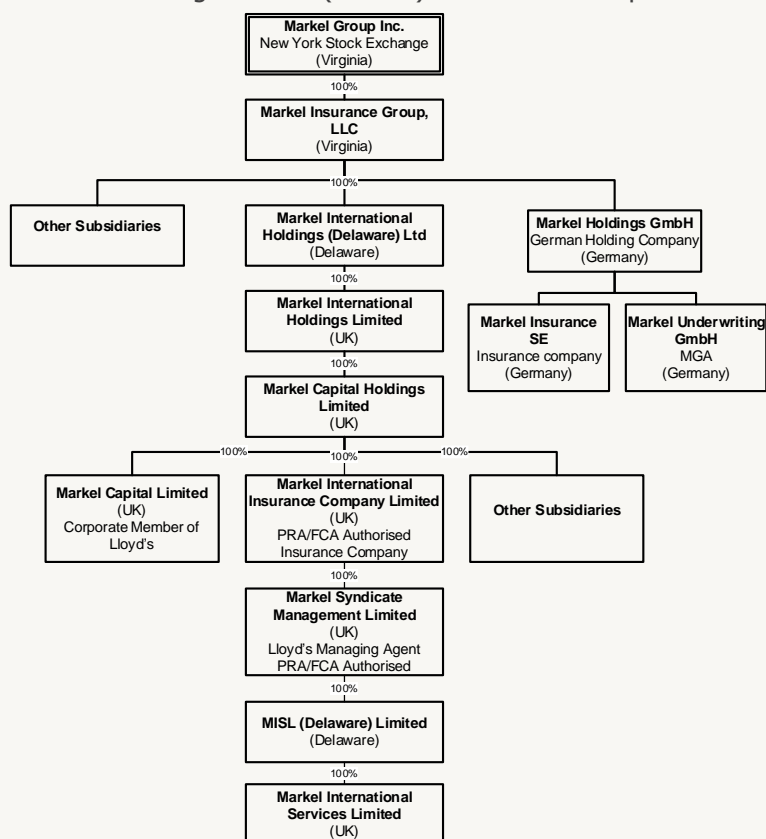 Markel Group Inc.
New York Stock Exchange
(Virginia)
100%
Markel Insurance Group,
LLC
(Virginia)
100%
Other Subsidiaries
Markel International
Holdings (Delaware) Ltd
(Delaware)
Markel Holdings GmbH
German Holding Company
(Germany)
100%
Markel International
Holdings Limited
(UK)
Markel Insurance
SE
Insurance company
(Germany)
Markel Underwriting
GmbH
MGA
(Germany)
100%
Markel Capital Holdings
Limited
(UK)
100%
100%
100%
Markel Capital Limited
(UK)
Corporate Member of
Lloyd's
Markel International
Insurance Company Limited
(UK)
PRA/FCA Authorised
Insurance Company
Other Subsidiaries
100%
Markel Syndicate
Management Limited
(UK)
Lloyd's Managing Agent
PRA/FCA Authorised
100%
MISL (Delaware) Limited
(Delaware)
100%
Markel International
Services Limited
(UK)